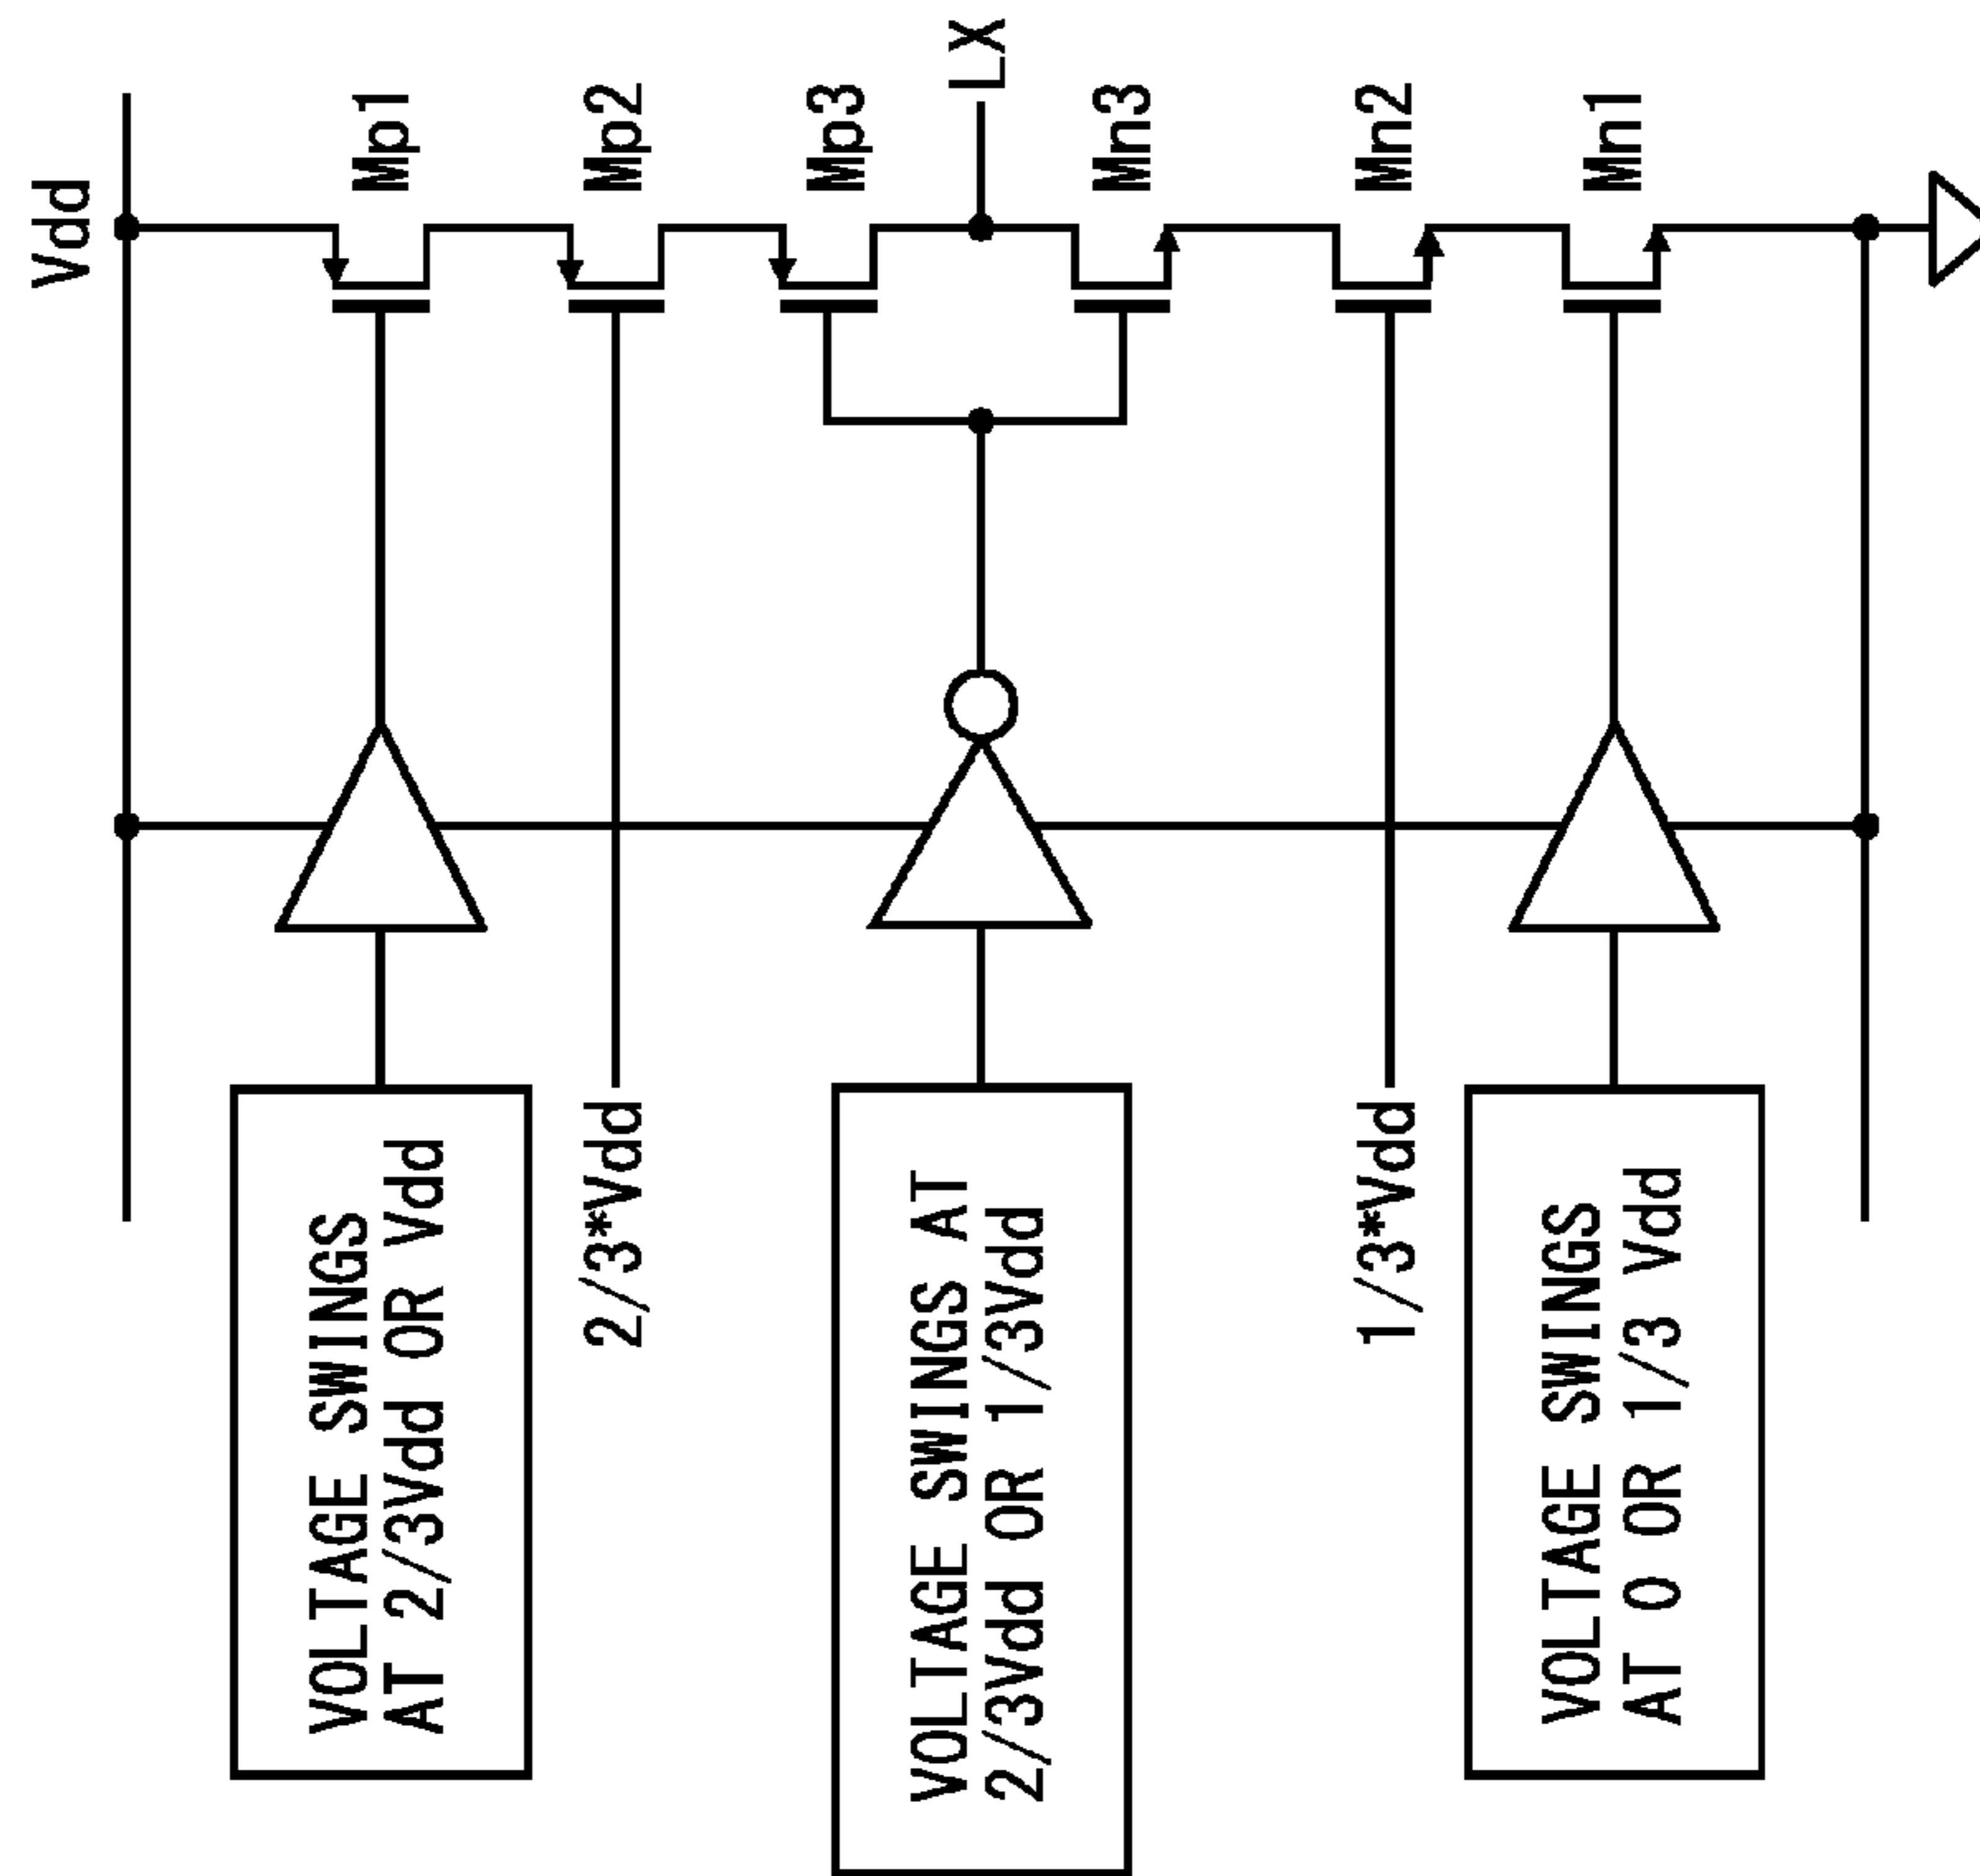 Vdd
Mp1
Mp2
Mp3
LX
Mn3
Mn2
Mn1
VOLTAGE SWINGS
AT 2/3Vdd OR Vdd
2/3*Vdd
VOLTAGE SWINGS AT
2/3Vdd OR 1/3Vdd
1/3*Vdd
VOLTAGE SWINGS
AT 0 OR 1/3 Vdd